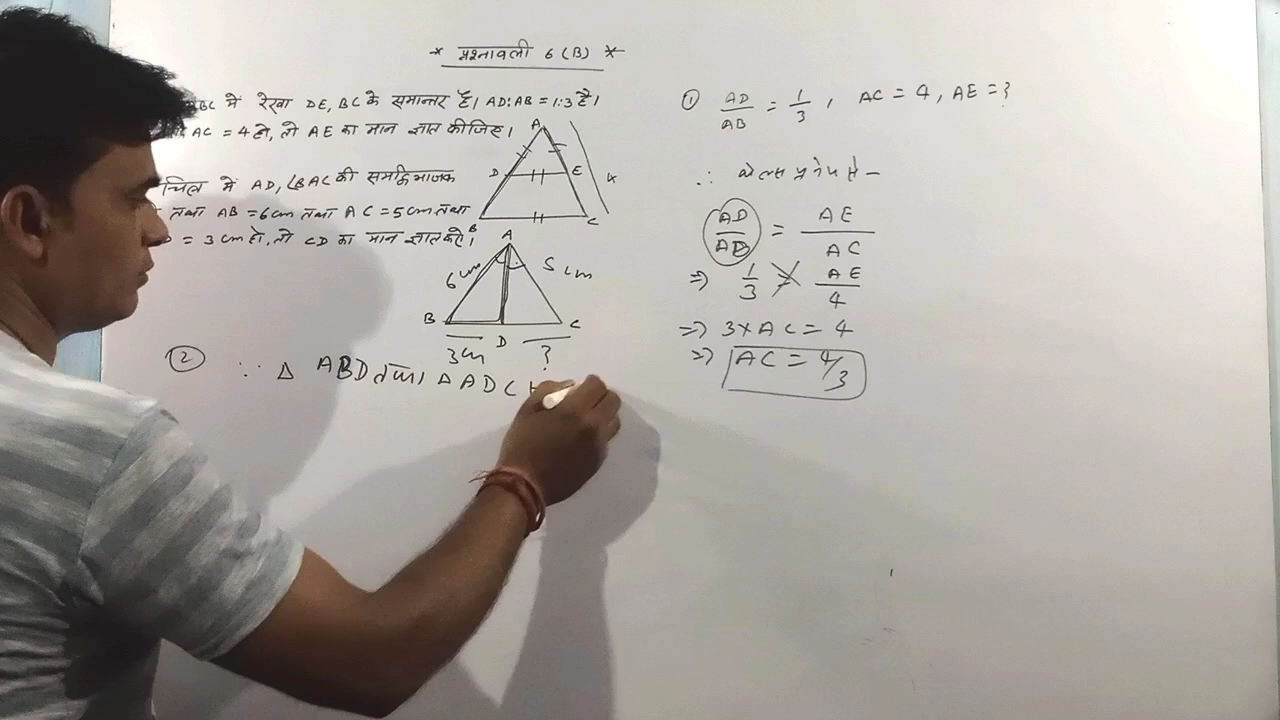 * प्रश्नावली 6 (B) *
BC में रेखा DE, BC के समान्तर है। AD:AB = 1:3 है।
AC = 4 हो, तो AE का मान ज्ञात कीजिए।
A
D
E
B
C
चित्र में AD, ∠BAC की समद्विभाजक
तथा AB = 6cm तथा AC = 5cm तथा
= 3cm हो, तो CD का मान ज्ञात करो।
A
6cm
5cm
B
D
C
3cm
?
② ∵ Δ ABD तथा Δ ADC
① AD/AB = 1/3, AC = 4, AE = ?
∴ थेल्स प्रमेय से -
AD/AB = AE/AC
⇒ 1/3 = AE/4
⇒ 3×AC = 4
⇒ AC = 4/3